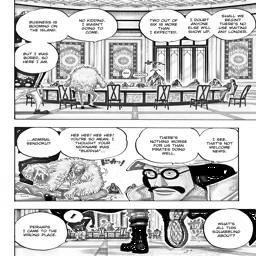 BUSINESS IS
BOOMING ON
THE ISLAND.
BUT I WAS
BORED, SO
HERE I AM.
NO KIDDING.
I WASN'T
GOING TO
COME.
TWO OUT OF
SIX IS MORE
THAN I
EXPECTED.
I DOUBT
ANYONE
ELSE WILL
SHOW UP.
SHALL WE
BEGIN?
THERE'S NO
USE WAITING
ANY LONGER.
...ADMIRAL
SENGOKU?
HEE HEE! HEE HEE!
YOU'RE SO MEAN. I
THOUGHT YOUR
NICKNAME WAS
"BUDDHA".
THERE'S
NOTHING WORSE
FOR US THAN
PIRATES DOING
WELL.
I SEE.
THAT'S NOT
WELCOME
NEWS.
PERHAPS
I CAME TO THE
WRONG PLACE.
WHAT'S
ALL THIS
SQUABBLING
ABOUT?